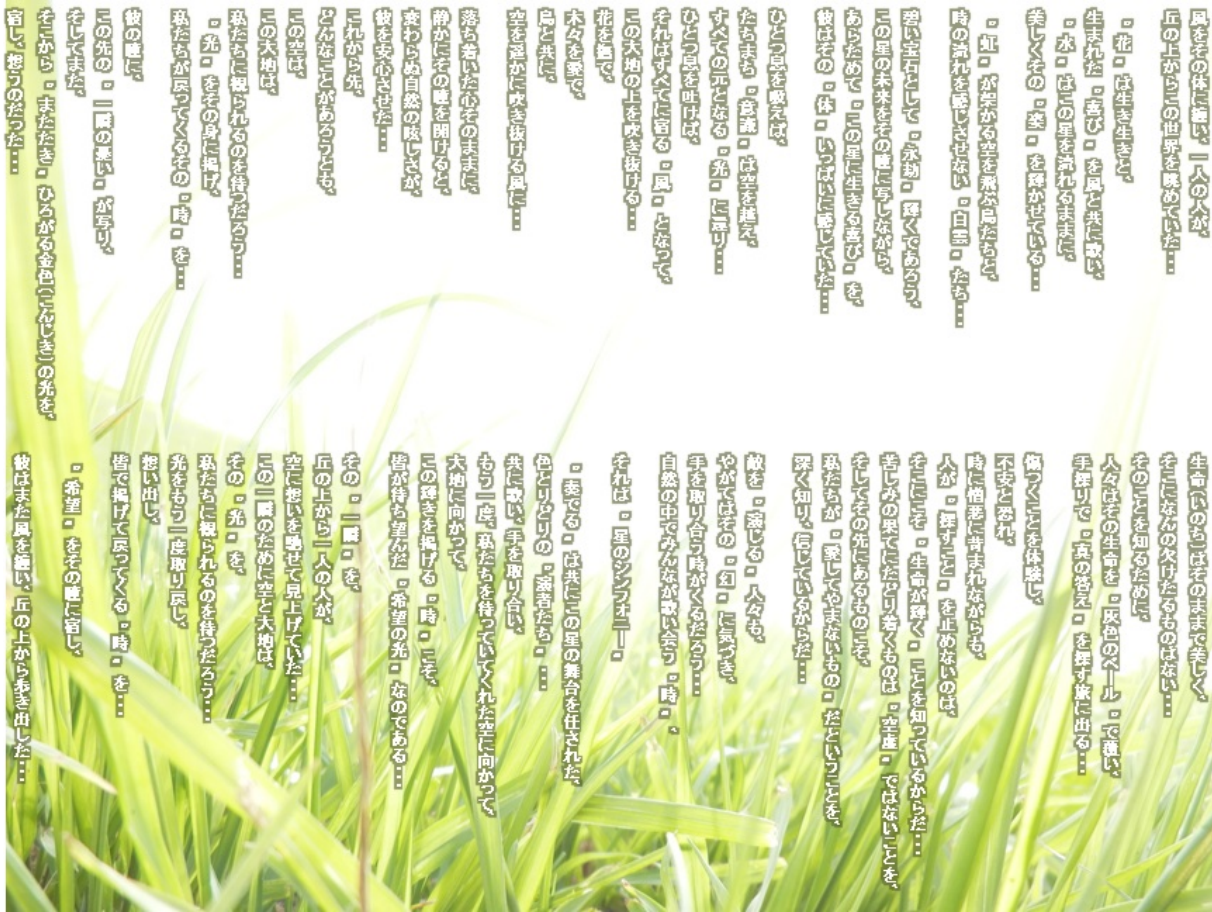 風をその体に纏い、一人の人が、
丘の上からこの世界を眺めていた…
〝花〟は生き生きと、
生まれた〝喜び〟を風と共に歌い、
〝水〟はこの星を流れるままに、
美しくその〝姿〟を輝かせている…
〝虹〟が架かる空を飛ぶ鳥たちと、
時の流れを感じさせない〝白雲〟たち…
碧い宝石として〝永劫〟輝くであろう、
この星の未来をその瞳に写しながら、
あらためて〝この星に生きる喜び〟を、
彼はその〝体〟いっぱいに感じていた…
ひとつ息を吸えば、
たちまち〝意識〟は空を越え、
すべての元となる〝光〟に還り…
ひとつ息を吐けば、
それはすべてに宿る〝風〟となって、
この大地の上を吹き抜ける…
花を撫で、
木々を愛で、
鳥と共に、
空を遥かに吹き抜ける風に…
落ち着いた心そのままに、
静かにその瞳を開けると、
変わらぬ自然の眩しさが、
彼を安心させた…
これから先、
どんなことがあろうとも、
この空は、
この大地は、
私たちに観られるのを待つだろう…
〝光〟をその身に掲げ、
私たちが戻ってくるその〝時〟を…
彼の瞳に、
この先の〝一瞬の憂い〟が写り、
そしてまた、
そこから〝またたき〟ひろがる金色(こんじき)の光を、
宿し、想うのだった…
生命(いのち)はそのままで美しく、
そこになんの欠けたるものはない…
そのことを知るために、
人々はその生命を〝灰色のベール〟で覆い、
手探りで〝真の答え〟を探す旅に出る…
傷つくことを体験し、
不安と恐れ、
時に憎悪に苛まれながらも、
人が〝探すこと〟を止めないのは、
そこにこそ〝生命が輝く〟ことを知っているからだ…
苦しみの果てにたどり着くものは〝空虚〟ではないことを、
そしてその先にあるものこそ、
私たちが〝愛してやまないもの〟だということを、
深く知り、信じているからだ…
敵を〝演じる〟人々も、
やがてはその〝幻〟に気づき、
手を取り合う時がくるだろう…
自然の中でみんなが歌い合う〝時〟、
それは〝星のシンフォニー〟
〝奏でる〟は共にこの星の舞台を任された、
色とりどりの〝演者たち〟…
共に歌い、手を取り合い、
もう一度、私たちを待っていてくれた空に向かって、
大地に向かって、
この輝きを掲げる〝時〟こそ、
皆が待ち望んだ〝希望の光〟なのである…
その〝一瞬〟を、
丘の上から一人の人が、
空に想いを馳せて見上げていた…
この一瞬のために空と大地は、
その〝光〟を、
私たちに観られるのを待つだろう…
光をもう一度取り戻し、
想い出し、
皆で掲げて戻ってくる〝時〟を…
〝希望〟をその瞳に宿し、
彼はまた風を纏い、丘の上から歩き出した…